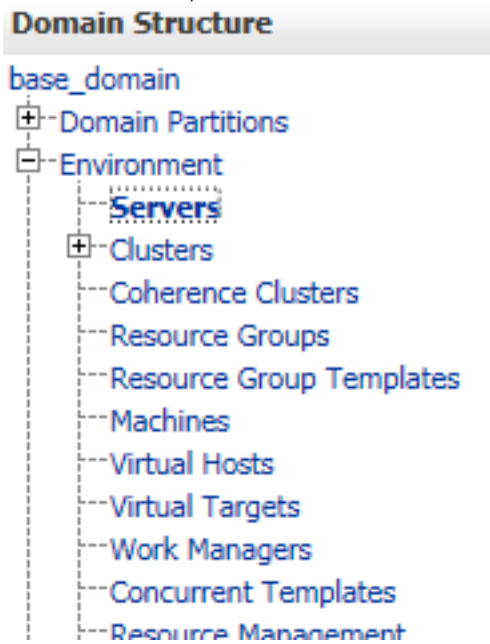 Domain Structure
base_domain
Domain Partitions
Environment
Servers
Clusters
Coherence Clusters
Resource Groups
Resource Group Templates
Machines
Virtual Hosts
Virtual Targets
Work Managers
Concurrent Templates
Resource Management